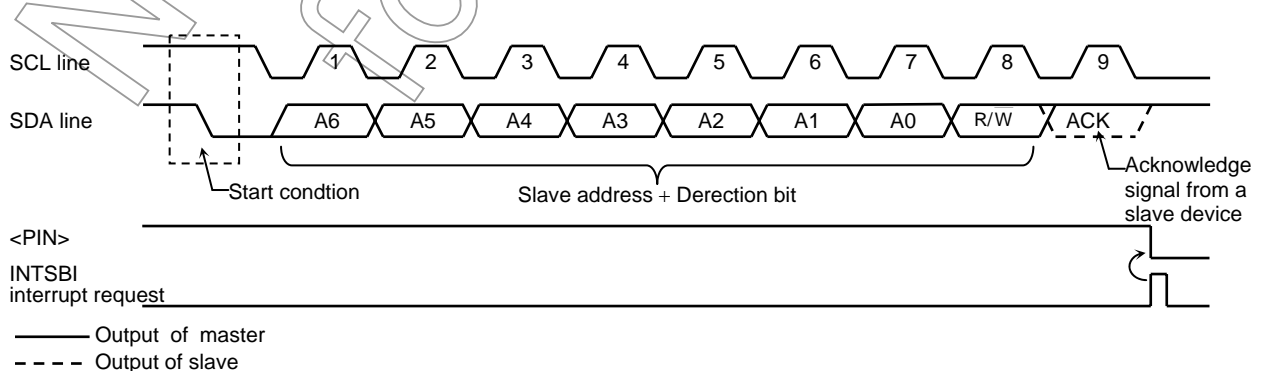 SCL line
1 2 3 4 5 6 7 8 9
SDA line
A6 A5 A4 A3 A2 A1 A0 R/W̅ ACK
Start condtion
Slave address + Derection bit
Acknowledge
signal from a
slave device
<PIN>
INTSBI
interrupt request
Output of master
Output of slave